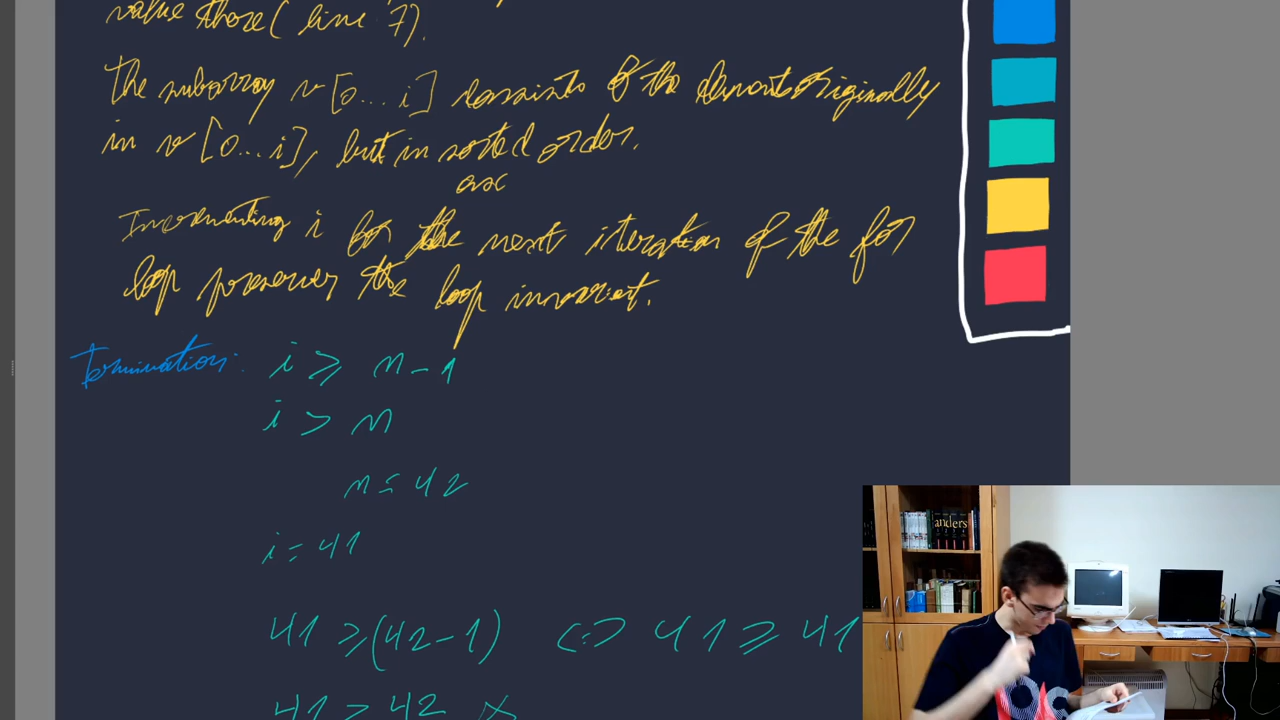 value there (line 7).
The subarray v[0...i] consists of the elements originally
in v[0...i], but in sorted order.
asc
Incrementing i for the next iteration of the for
loop preserves the loop invariant.
Termination: i ⩾ n-1
i > n
n = 42
i = 41
41 ⩾ (42-1) <=> 41 ⩾ 41
41 > 42 x
anders